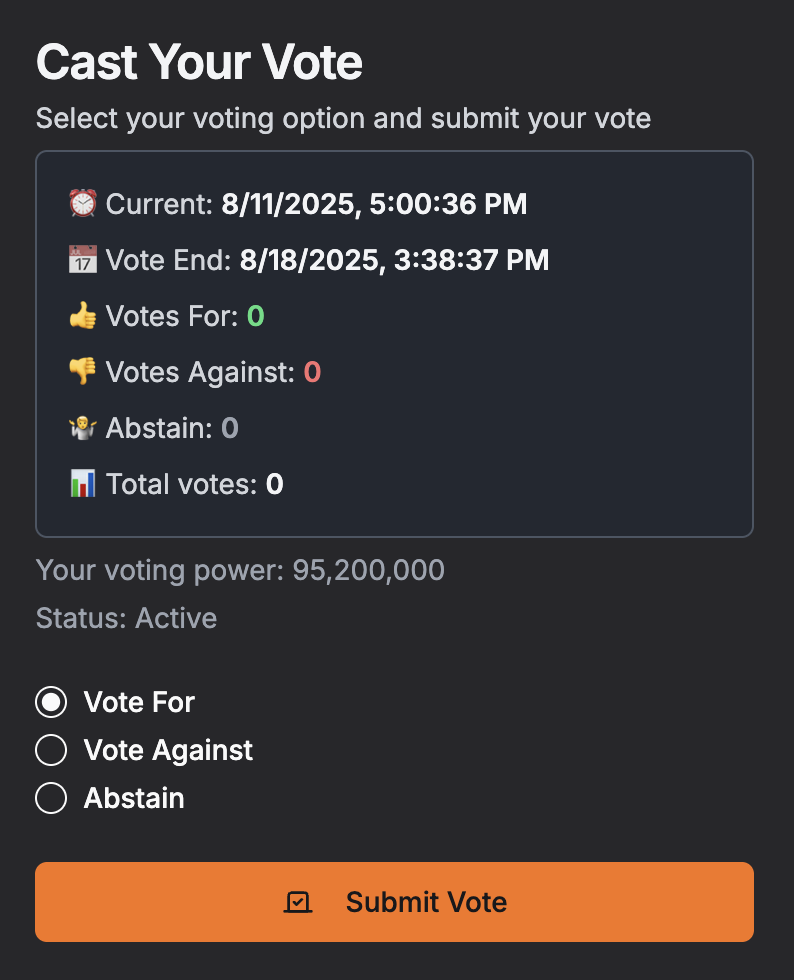 Cast Your Vote
Select your voting option and submit your vote
⏰ Current: 8/11/2025, 5:00:36 PM
📅 Vote End: 8/18/2025, 3:38:37 PM
👍 Votes For: 0
👎 Votes Against: 0
🤷 Abstain: 0
📊 Total votes: 0
Your voting power: 95,200,000
Status: Active
Vote For
Vote Against
Abstain
Submit Vote